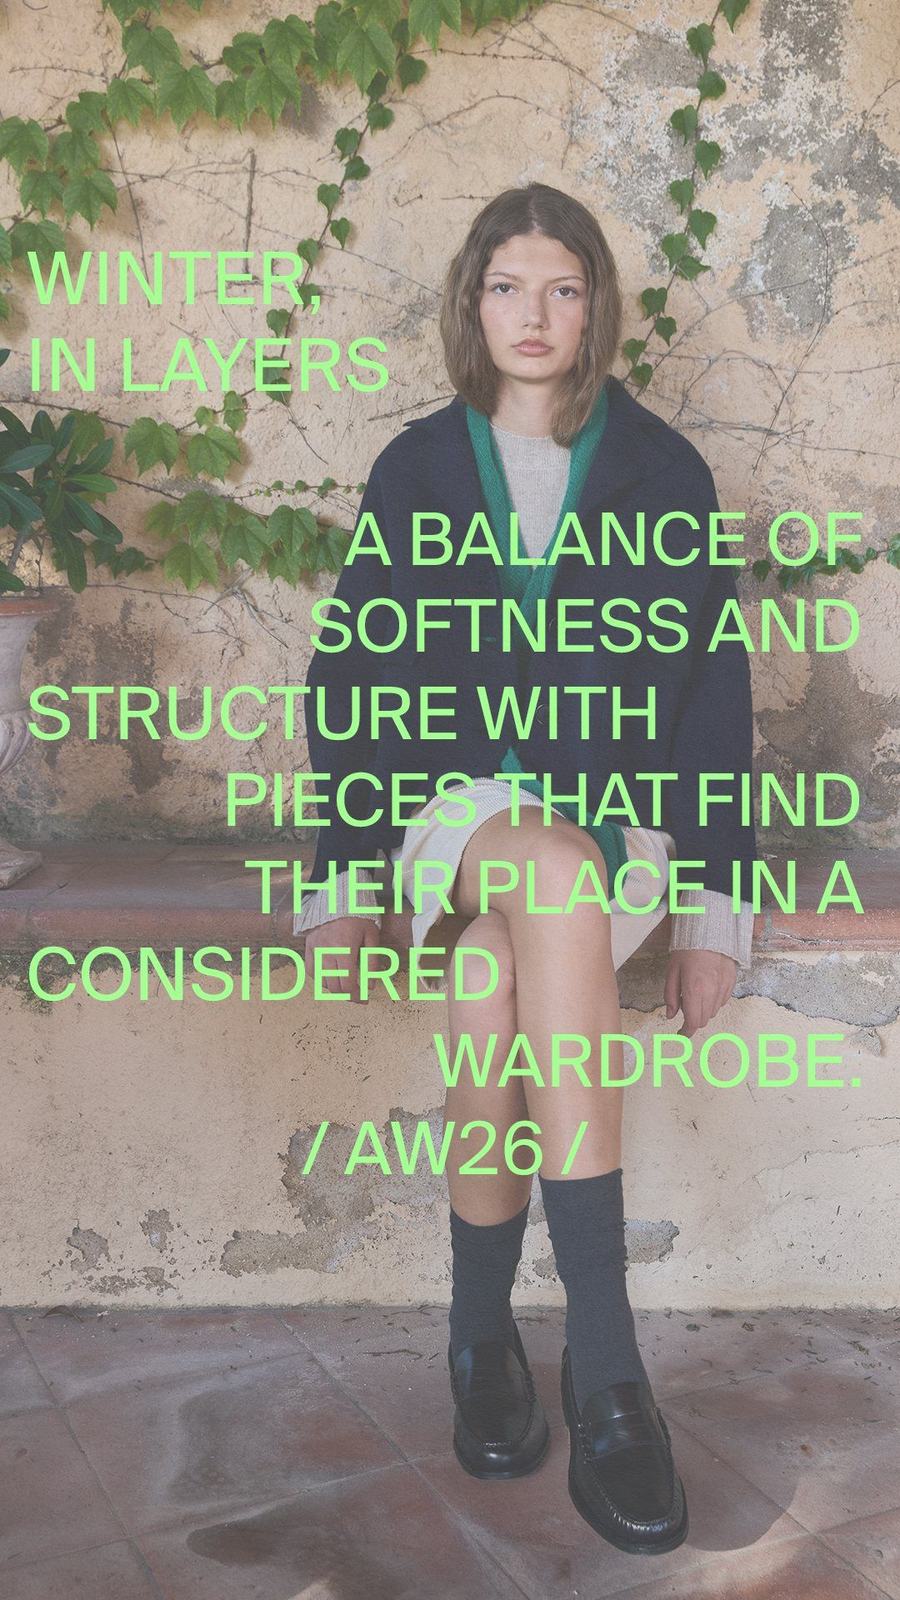 WINTER,
IN LAYERS
A BALANCE OF
SOFTNESS AND
STRUCTURE WITH
PIECES THAT FIND
THEIR PLACE IN A
CONSIDERED
WARDROBE.
/ AW26 /